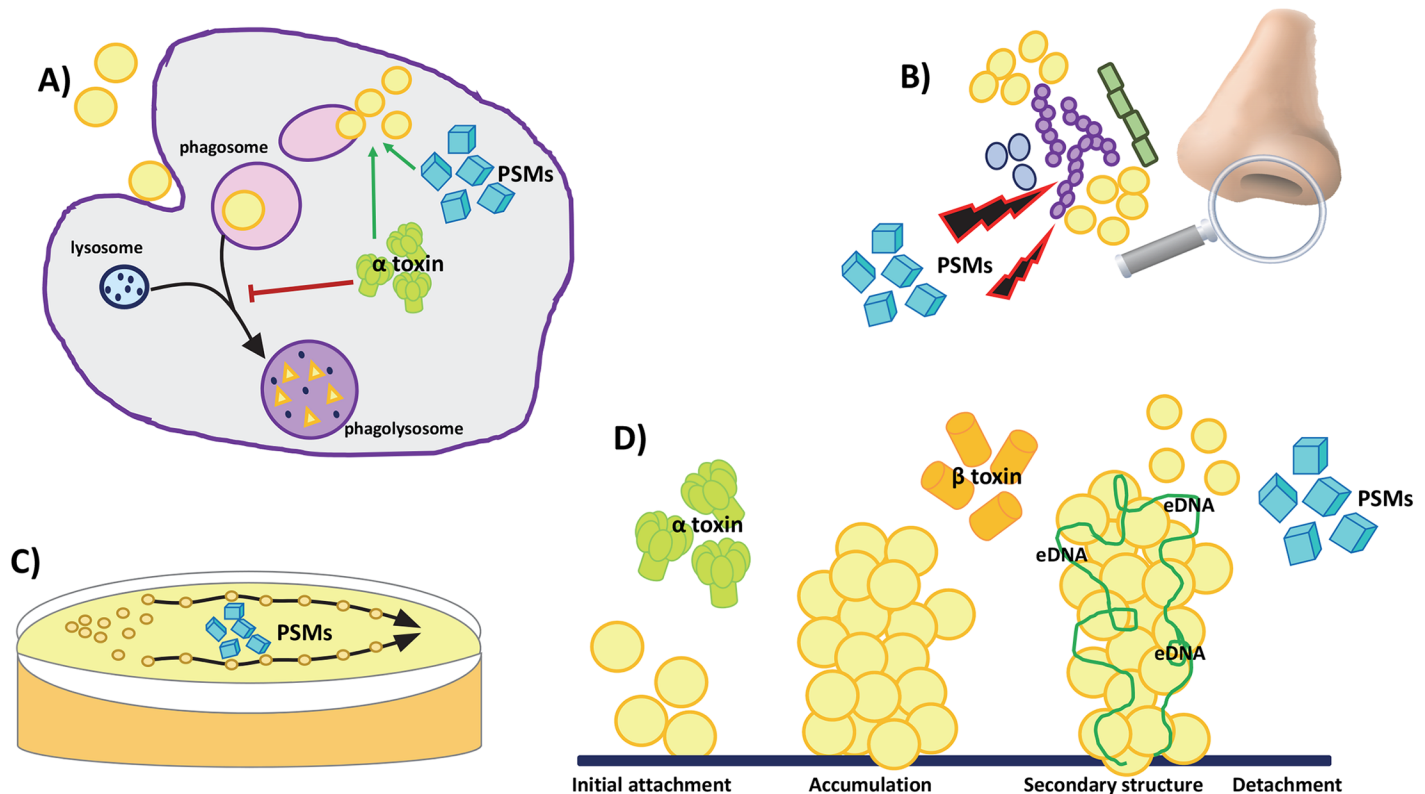 A)
phagosome
PSMs
lysosome
α toxin
phagolysosome
B)
PSMs
C)
PSMs
D)
α toxin
β toxin
eDNA
eDNA
eDNA
PSMs
Initial attachment
Accumulation
Secondary structure
Detachment